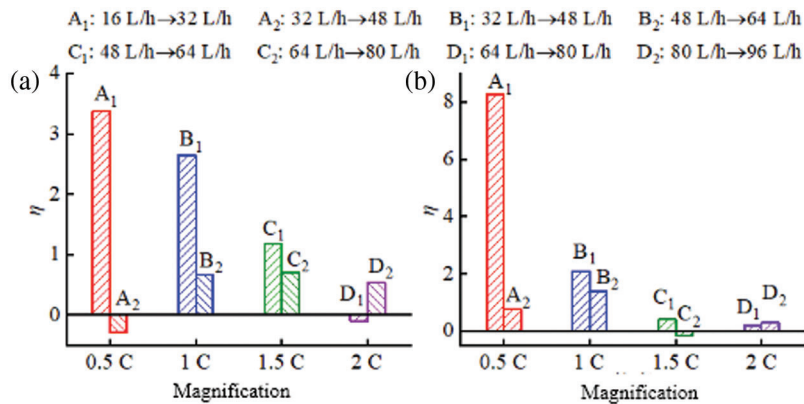 A₁: 16 L/h→32 L/h A₂: 32 L/h→48 L/h B₁: 32 L/h→48 L/h B₂: 48 L/h→64 L/h
C₁: 48 L/h→64 L/h C₂: 64 L/h→80 L/h D₁: 64 L/h→80 L/h D₂: 80 L/h→96 L/h
(a)
4
3
2
1
0
η
A₁
A₂
B₁
B₂
C₁
C₂
D₁
D₂
0.5 C 1 C 1.5 C 2 C
Magnification
(b)
8
6
4
2
0
η
A₁
A₂
B₁
B₂
C₁
C₂
D₁
D₂
0.5 C 1 C 1.5 C 2 C
Magnification